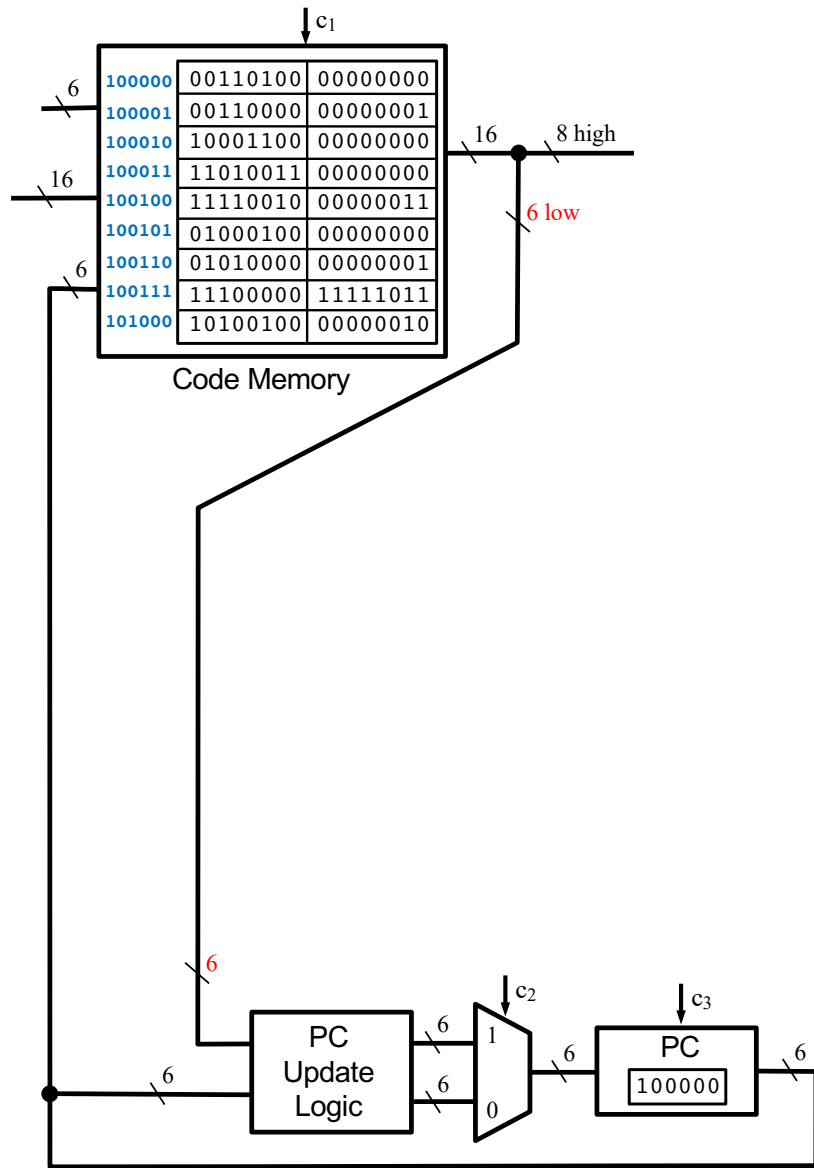 c₁
6
16
6
100000 00110100 00000000
100001 00110000 00000001
100010 10001100 00000000
100011 11010011 00000000
100100 11110010 00000011
100101 01000100 00000000
100110 01010000 00000001
100111 11100000 11111011
101000 10100100 00000010
Code Memory
16
8 high
6 low
6
6
PC
Update
Logic
6
6
c₂
1
0
6
c₃
PC
100000
6